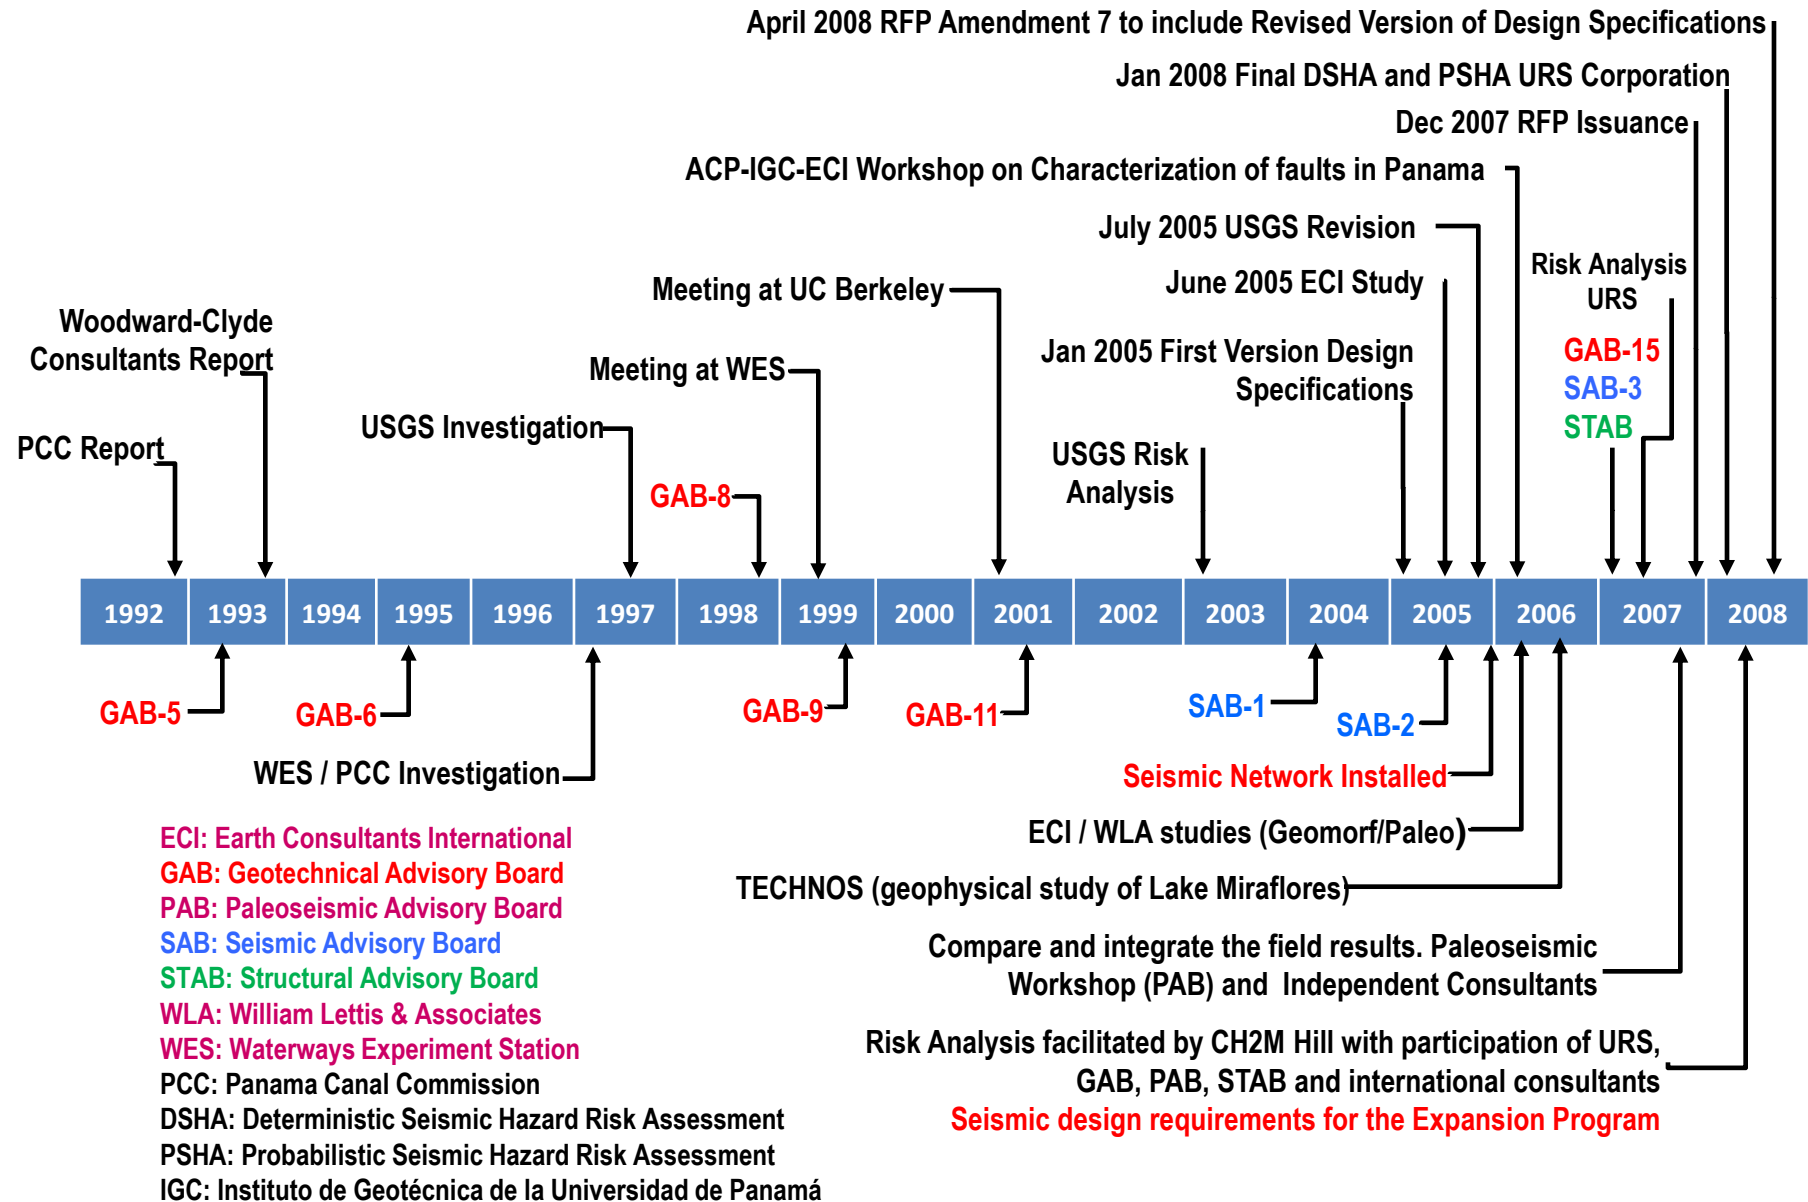 April 2008 RFP Amendment 7 to include Revised Version of Design Specifications
Jan 2008 Final DSHA and PSHA URS Corporation
Dec 2007 RFP Issuance
ACP-IGC-ECI Workshop on Characterization of faults in Panama
July 2005 USGS Revision
Risk Analysis
URS
June 2005 ECI Study
Meeting at UC Berkeley
Woodward-Clyde
Consultants Report
Jan 2005 First Version Design
Specifications
GAB-15
SAB-3
STAB
Meeting at WES
USGS Investigation
PCC Report
USGS Risk
Analysis
GAB-8
1992
1993
1994
1995
1996
1997
1998
1999
2000
2001
2002
2003
2004
2005
2006
2007
2008
GAB-5
GAB-6
GAB-9
GAB-11
SAB-1
SAB-2
WES / PCC Investigation
Seismic Network Installed
ECI / WLA studies (Geomorf/Paleo)
TECHNOS (geophysical study of Lake Miraflores)
Compare and integrate the field results. Paleoseismic
Workshop (PAB) and Independent Consultants
Risk Analysis facilitated by CH2M Hill with participation of URS,
GAB, PAB, STAB and international consultants
Seismic design requirements for the Expansion Program
ECI: Earth Consultants International
GAB: Geotechnical Advisory Board
PAB: Paleoseismic Advisory Board
SAB: Seismic Advisory Board
STAB: Structural Advisory Board
WLA: William Lettis & Associates
WES: Waterways Experiment Station
PCC: Panama Canal Commission
DSHA: Deterministic Seismic Hazard Risk Assessment
PSHA: Probabilistic Seismic Hazard Risk Assessment
IGC: Instituto de Geotécnica de la Universidad de Panamá